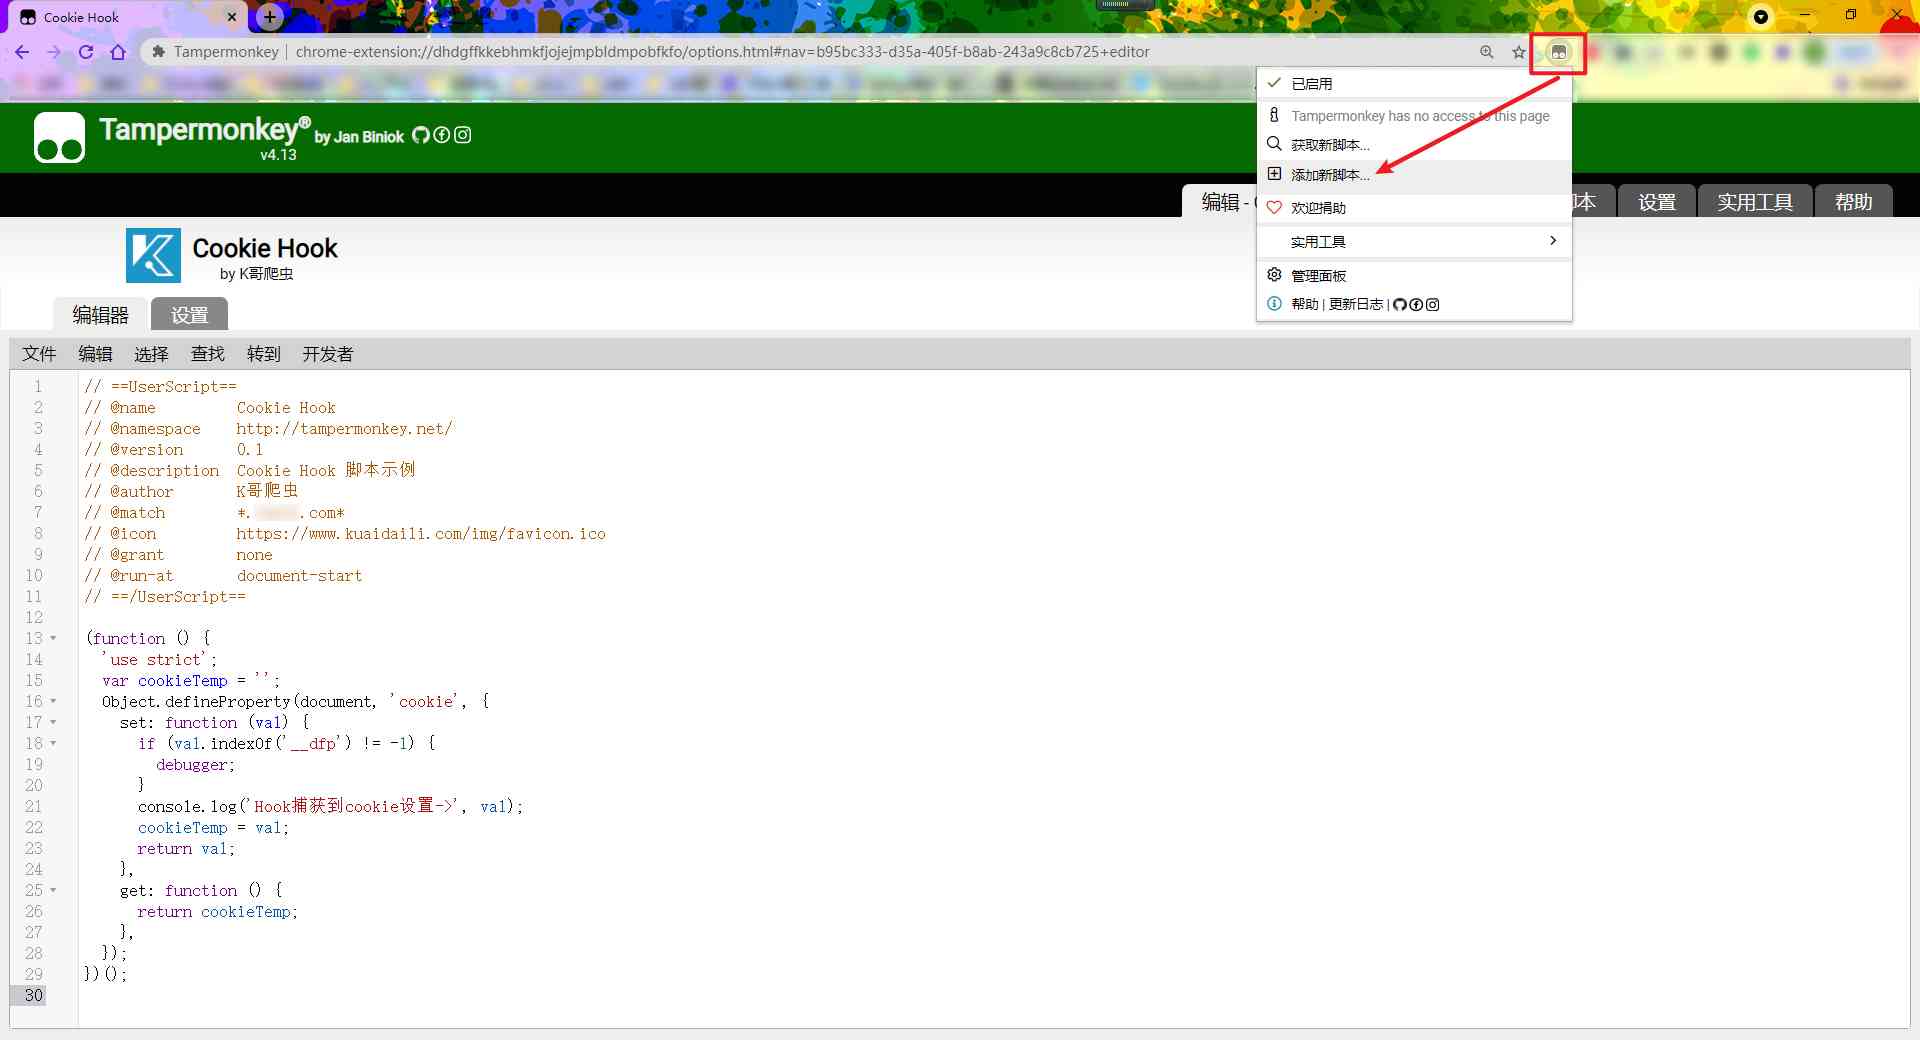 Cookie Hook
Tampermonkey | chrome-extension://dhdgffkkebhmkfjojejmpbldmpobfkfo/options.html#nav=b95bc333-d35a-405f-b8ab-243a9c8cb725+editor
已启用
Tampermonkey has no access to this page
获取新脚本...
添加新脚本...
欢迎捐助
实用工具
管理面板
帮助 | 更新日志 |
Tampermonkey® by Jan Biniok
v4.13
编辑 -
本
设置
实用工具
帮助
Cookie Hook
by K哥爬虫
编辑器
设置
文件 编辑 选择 查找 转到 开发者
1 // ==UserScript==
2 // @name Cookie Hook
3 // @namespace http://tampermonkey.net/
4 // @version 0.1
5 // @description Cookie Hook 脚本示例
6 // @author K哥爬虫
7 // @match *. .com*
8 // @icon https://www.kuaidaili.com/img/favicon.ico
9 // @grant none
10 // @run-at document-start
11 // ==/UserScript==
12
13 (function () {
14 'use strict';
15 var cookieTemp = '';
16 Object.defineProperty(document, 'cookie', {
17 set: function (val) {
18 if (val.indexOf('__dfp') != -1) {
19 debugger;
20 }
21 console.log('Hook捕获到cookie设置->', val);
22 cookieTemp = val;
23 return val;
24 },
25 get: function () {
26 return cookieTemp;
27 },
28 });
29 })();
30